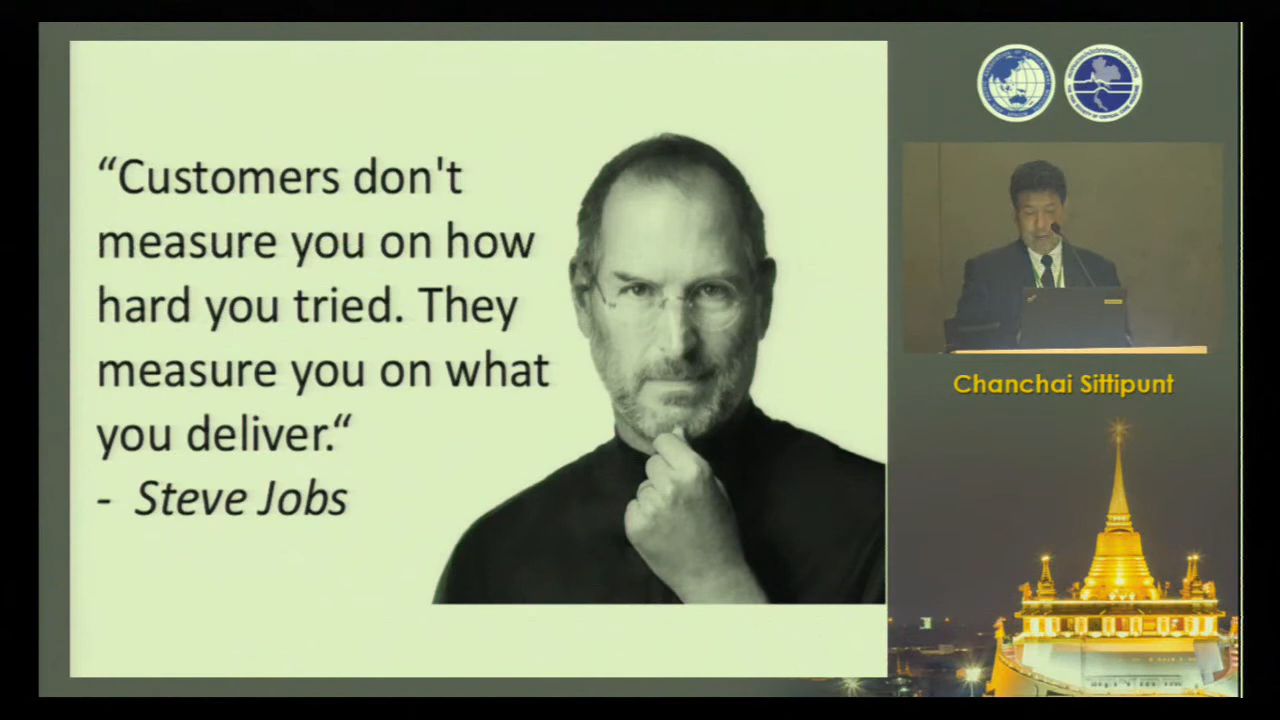 “Customers don't
measure you on how
hard you tried. They
measure you on what
you deliver.“
- Steve Jobs
Chanchai Sittipunt